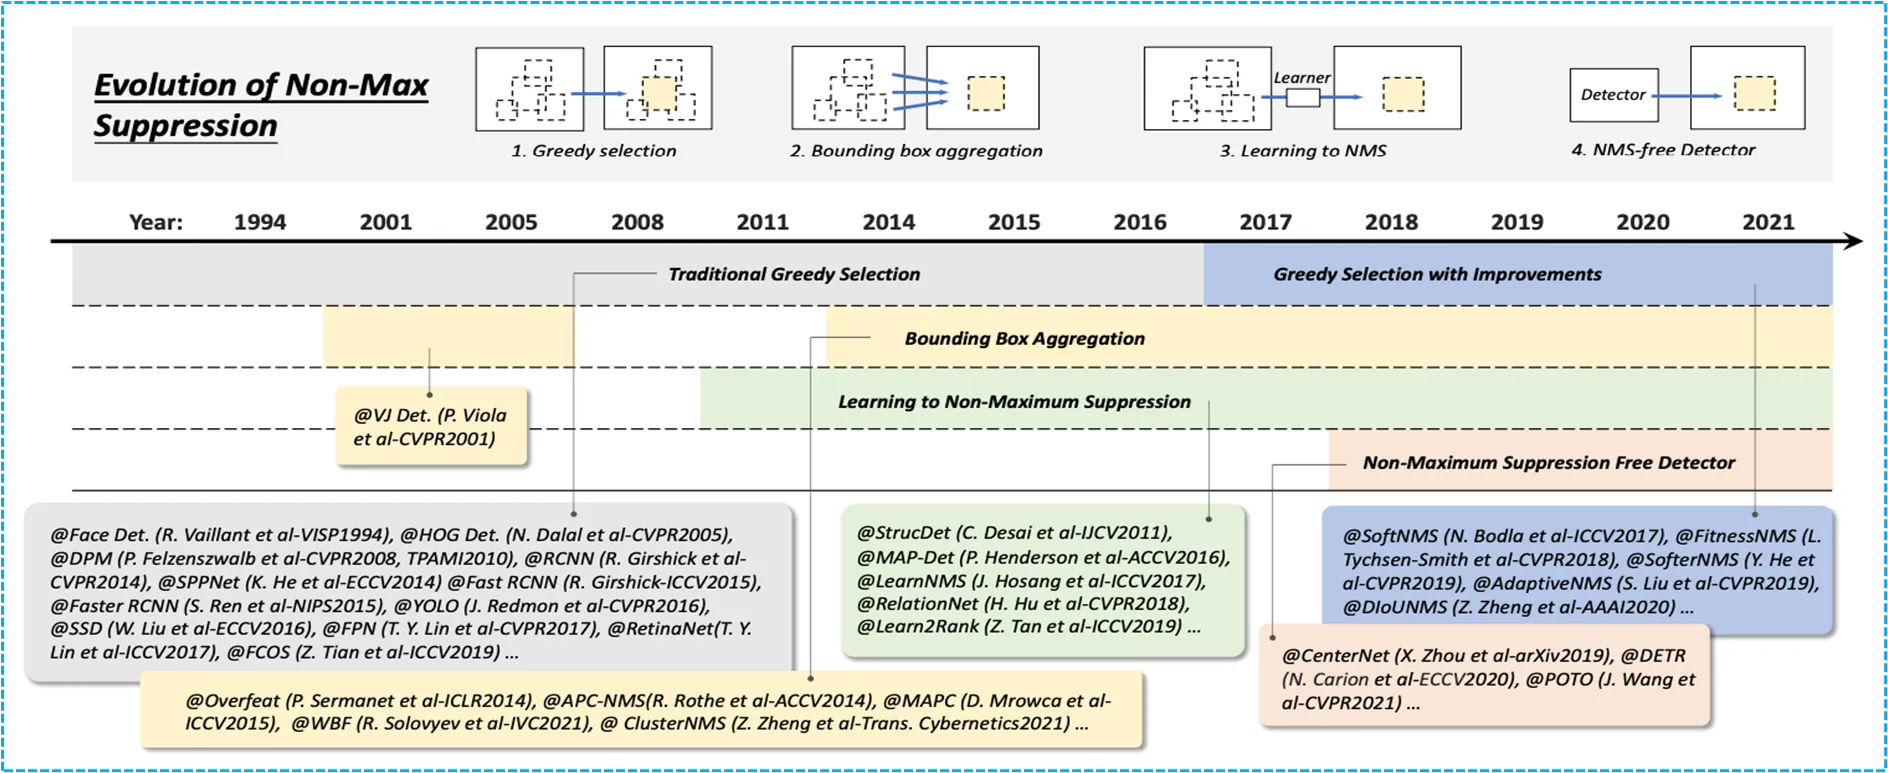 Evolution of Non-Max
Suppression
Learner
Detector
1. Greedy selection
2. Bounding box aggregation
3. Learning to NMS
4. NMS-free Detector
Year: 1994 2001 2005 2008 2011 2014 2015 2016 2017 2018 2019 2020 2021
Traditional Greedy Selection
Greedy Selection with Improvements
Bounding Box Aggregation
@VJ Det. (P. Viola
et al-CVPR2001)
Learning to Non-Maximum Suppression
Non-Maximum Suppression Free Detector
@Face Det. (R. Vaillant et al-VISP1994), @HOG Det. (N. Dalal et al-CVPR2005),
@DPM (P. Felzenszwalb et al-CVPR2008, TPAMI2010), @RCNN (R. Girshick et al-
CVPR2014), @SPPNet (K. He et al-ECCV2014) @Fast RCNN (R. Girshick-ICCV2015),
@Faster RCNN (S. Ren et al-NIPS2015), @YOLO (J. Redmon et al-CVPR2016),
@SSD (W. Liu et al-ECCV2016), @FPN (T. Y. Lin et al-CVPR2017), @RetinaNet(T. Y.
Lin et al-ICCV2017), @FCOS (Z. Tian et al-ICCV2019) ...
@StrucDet (C. Desai et al-IJCV2011),
@MAP-Det (P. Henderson et al-ACCV2016),
@LearnNMS (J. Hosang et al-ICCV2017),
@RelationNet (H. Hu et al-CVPR2018),
@Learn2Rank (Z. Tan et al-ICCV2019) ...
@SoftNMS (N. Bodla et al-ICCV2017), @FitnessNMS (L.
Tychsen-Smith et al-CVPR2018), @SofterNMS (Y. He et
al-CVPR2019), @AdaptiveNMS (S. Liu et al-CVPR2019),
@DIoUNMS (Z. Zheng et al-AAAI2020) ...
@CenterNet (X. Zhou et al-arXiv2019), @DETR
(N. Carion et al-ECCV2020), @POTO (J. Wang et
al-CVPR2021) ...
@Overfeat (P. Sermanet et al-ICLR2014), @APC-NMS(R. Rothe et al-ACCV2014), @MAPC (D. Mrowca et al-
ICCV2015), @WBF (R. Solovyev et al-IVC2021), @ ClusterNMS (Z. Zheng et al-Trans. Cybernetics2021) ...